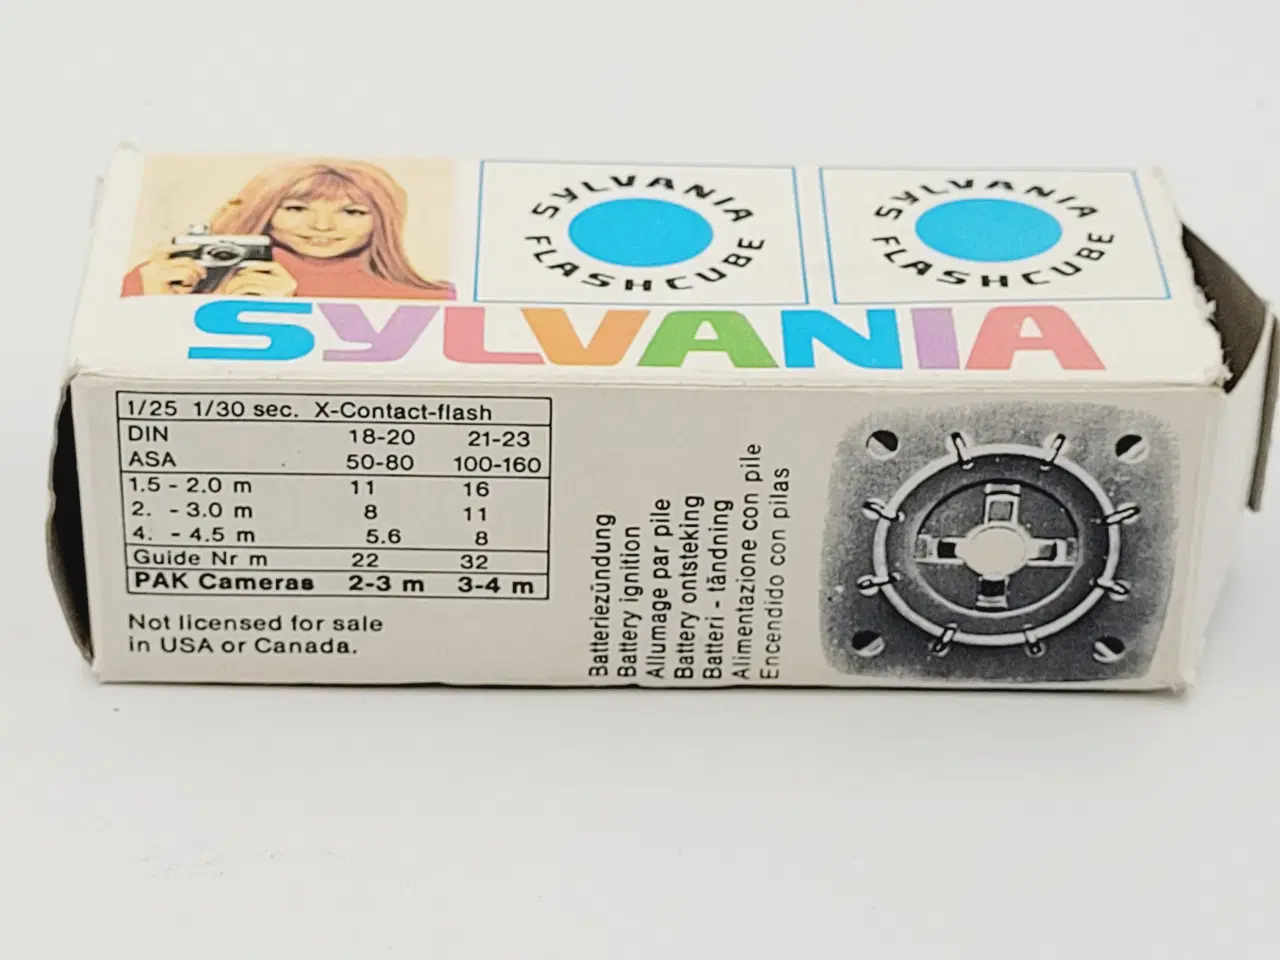 SYLVANIA
FLASHCUBE
SYLVANIA
FLASHCUBE
SYLVANIA
1/25 1/30 sec. X-Contact-flash
DIN 18-20 21-23
ASA 50-80 100-160
1.5 - 2.0 m 11 16
2. - 3.0 m 8 11
4. - 4.5 m 5.6 8
Guide Nr m 22 32
PAK Cameras 2-3 m 3-4 m
Not licensed for sale
in USA or Canada.
Batteriezündung
Battery ignition
Allumage par pile
Battery ontsteking
Batteri - tändning
Alimentazione con pile
Encendido con pilas